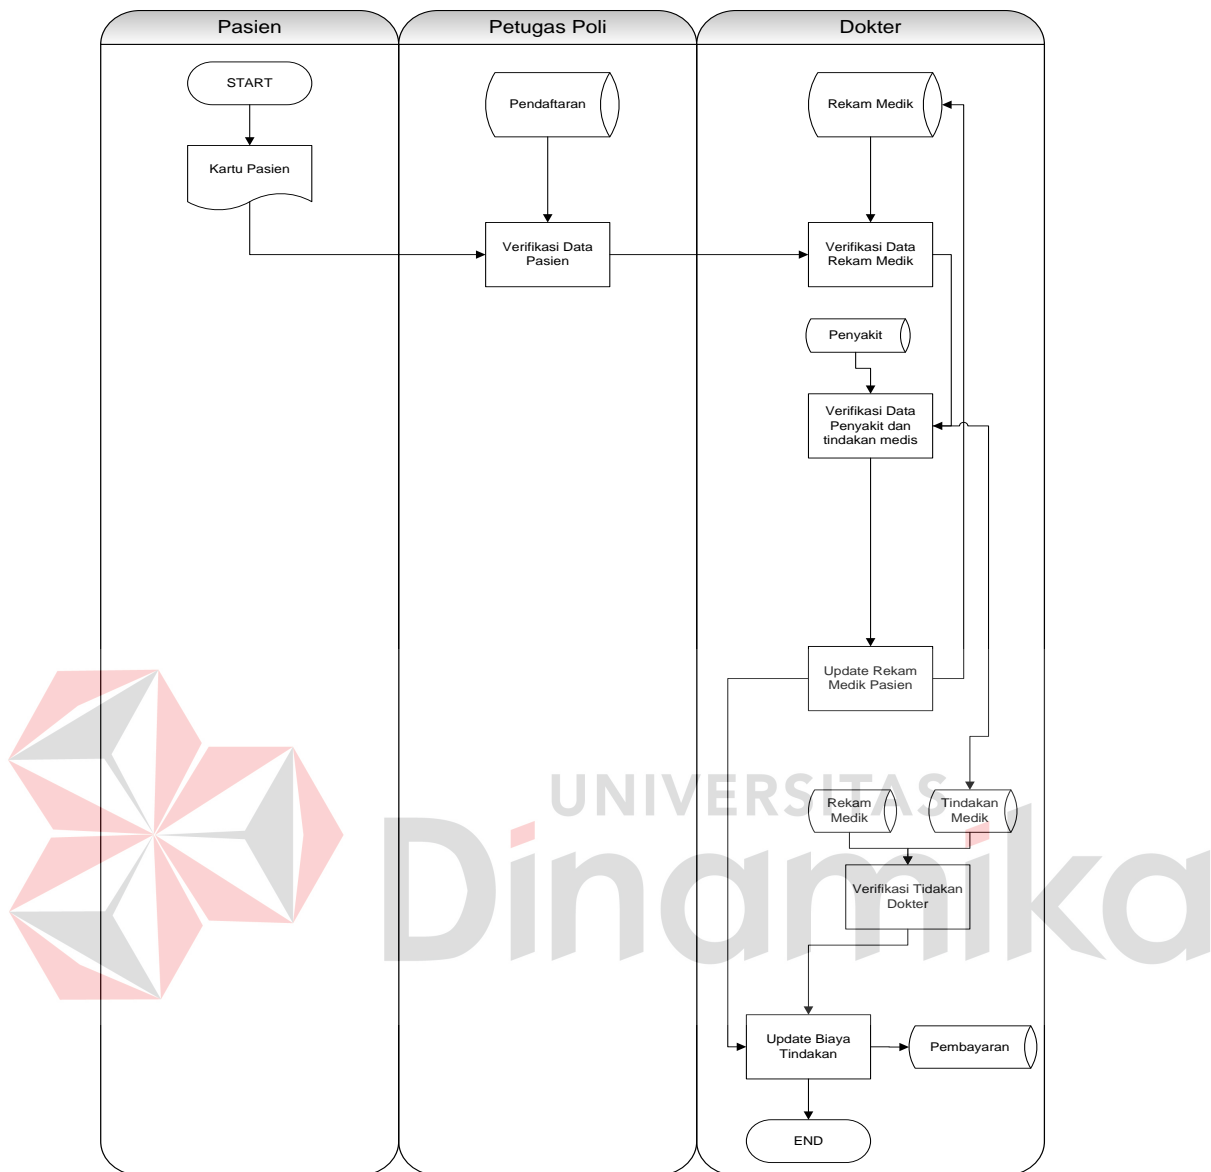 Pasien
Petugas Poli
Dokter
START
Pendaftaran
Rekam Medik
Kartu Pasien
Verifikasi Data
Pasien
Verifikasi Data
Rekam Medik
Penyakit
Verifikasi Data
Penyakit dan
tindakan medis
Update Rekam
Medik Pasien
UNIVERSITAS
Dinamika
Rekam
Medik
Tindakan
Medik
Verifikasi Tidakan
Dokter
Update Biaya
Tindakan
Pembayaran
END